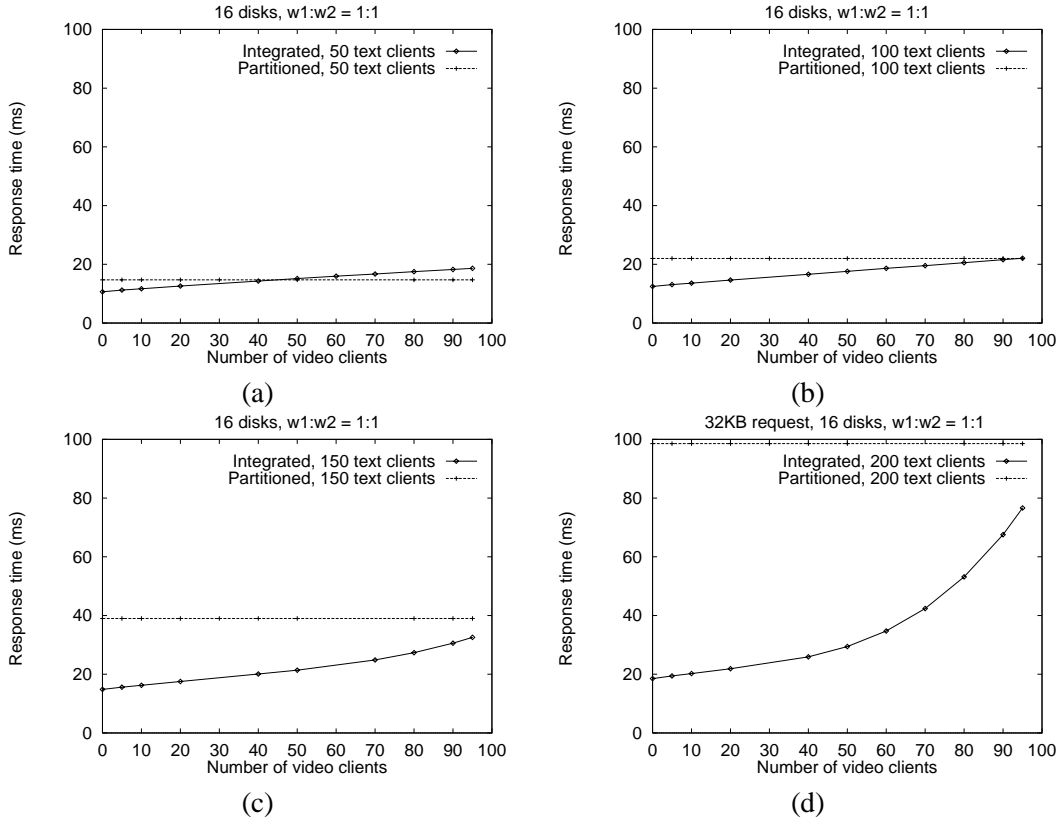 16 disks, w1:w2 = 1:1
100
80
60
40
20
0
Response time (ms)
Integrated, 50 text clients
Partitioned, 50 text clients
0 10 20 30 40 50 60 70 80 90 100
Number of video clients
(a)
16 disks, w1:w2 = 1:1
100
80
60
40
20
0
Response time (ms)
Integrated, 100 text clients
Partitioned, 100 text clients
0 10 20 30 40 50 60 70 80 90 100
Number of video clients
(b)
16 disks, w1:w2 = 1:1
100
80
60
40
20
0
Response time (ms)
Integrated, 150 text clients
Partitioned, 150 text clients
0 10 20 30 40 50 60 70 80 90 100
Number of video clients
(c)
32KB request, 16 disks, w1:w2 = 1:1
100
80
60
40
20
0
Response time (ms)
Integrated, 200 text clients
Partitioned, 200 text clients
0 10 20 30 40 50 60 70 80 90 100
Number of video clients
(d)